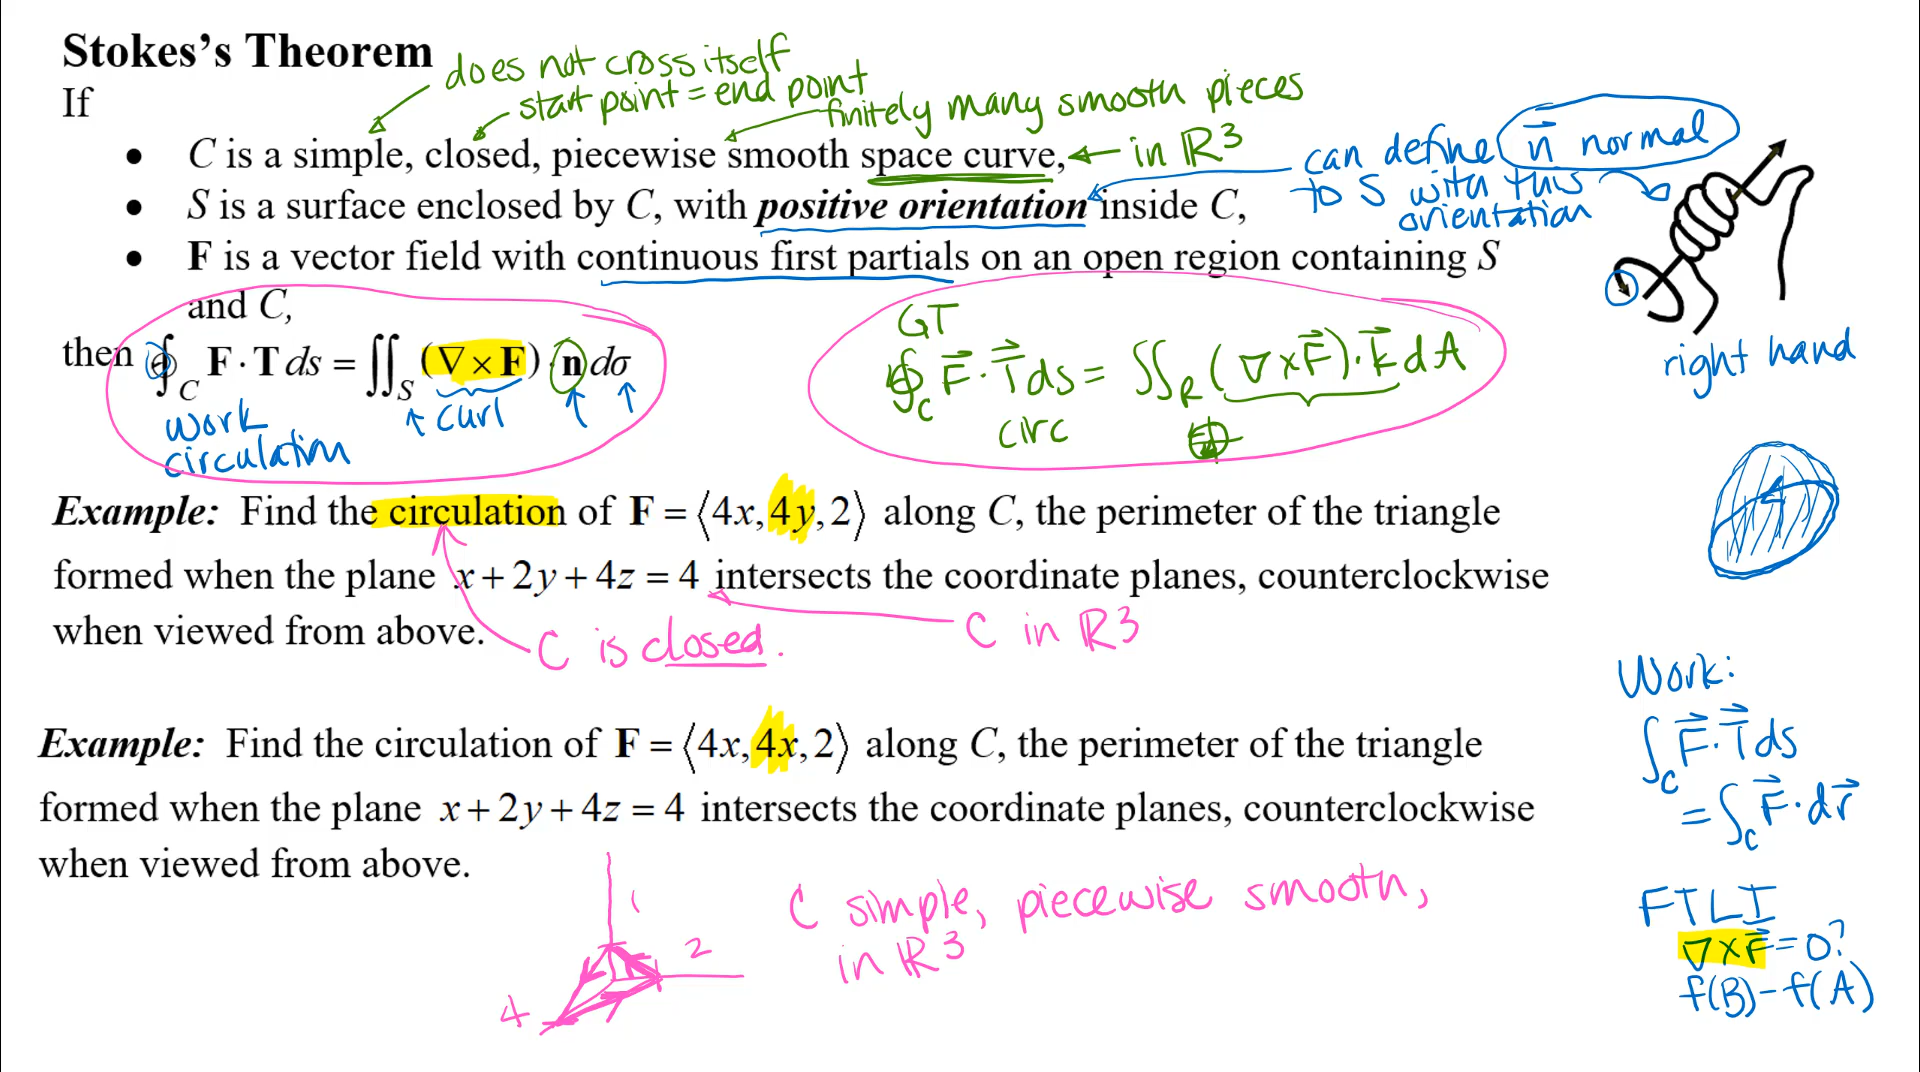 Stokes’s Theorem
does not cross itself
If
start point = end point
finitely many smooth pieces
• C is a simple, closed, piecewise smooth space curve,
in ℝ3
can define n⃗ normal
to S with this
orientation
• S is a surface enclosed by C, with positive orientation inside C,
• F is a vector field with continuous first partials on an open region containing S
and C,
right hand
then ∮_C F · T ds = ∬_S (∇ × F) · n dσ
curl
work
circulation
GT
∮_C F⃗ · T⃗ ds = ∬_R (∇ × F⃗) · k⃗ dA
circ
Example: Find the circulation of F = ⟨4x, 4y, 2⟩ along C, the perimeter of the triangle
formed when the plane x + 2y + 4z = 4 intersects the coordinate planes, counterclockwise
when viewed from above.
C is closed.
C in ℝ3
Example: Find the circulation of F = ⟨4x, 4x, 2⟩ along C, the perimeter of the triangle
formed when the plane x + 2y + 4z = 4 intersects the coordinate planes, counterclockwise
when viewed from above.
1
2
4
C simple, piecewise smooth,
in ℝ3
Work:
∫_C F⃗ · T⃗ ds
= ∫_C F⃗ · dr⃗
FTLI
∇ × F⃗ = 0?
f(B) – f(A)